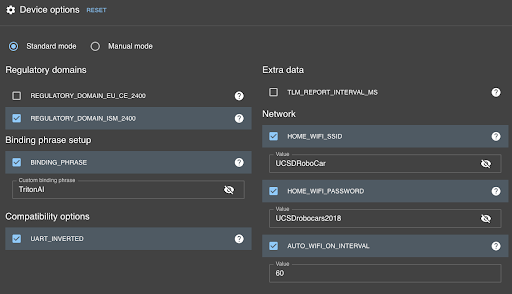 Device options RESET
Standard mode Manual mode
Regulatory domains
REGULATORY_DOMAIN_EU_CE_2400
REGULATORY_DOMAIN_ISM_2400
Binding phrase setup
BINDING_PHRASE
Custom binding phrase
TritonAI
Compatibility options
UART_INVERTED
Extra data
TLM_REPORT_INTERVAL_MS
Network
HOME_WIFI_SSID
Value
UCSDRoboCar
HOME_WIFI_PASSWORD
Value
UCSDrobocars2018
AUTO_WIFI_ON_INTERVAL
Value
60